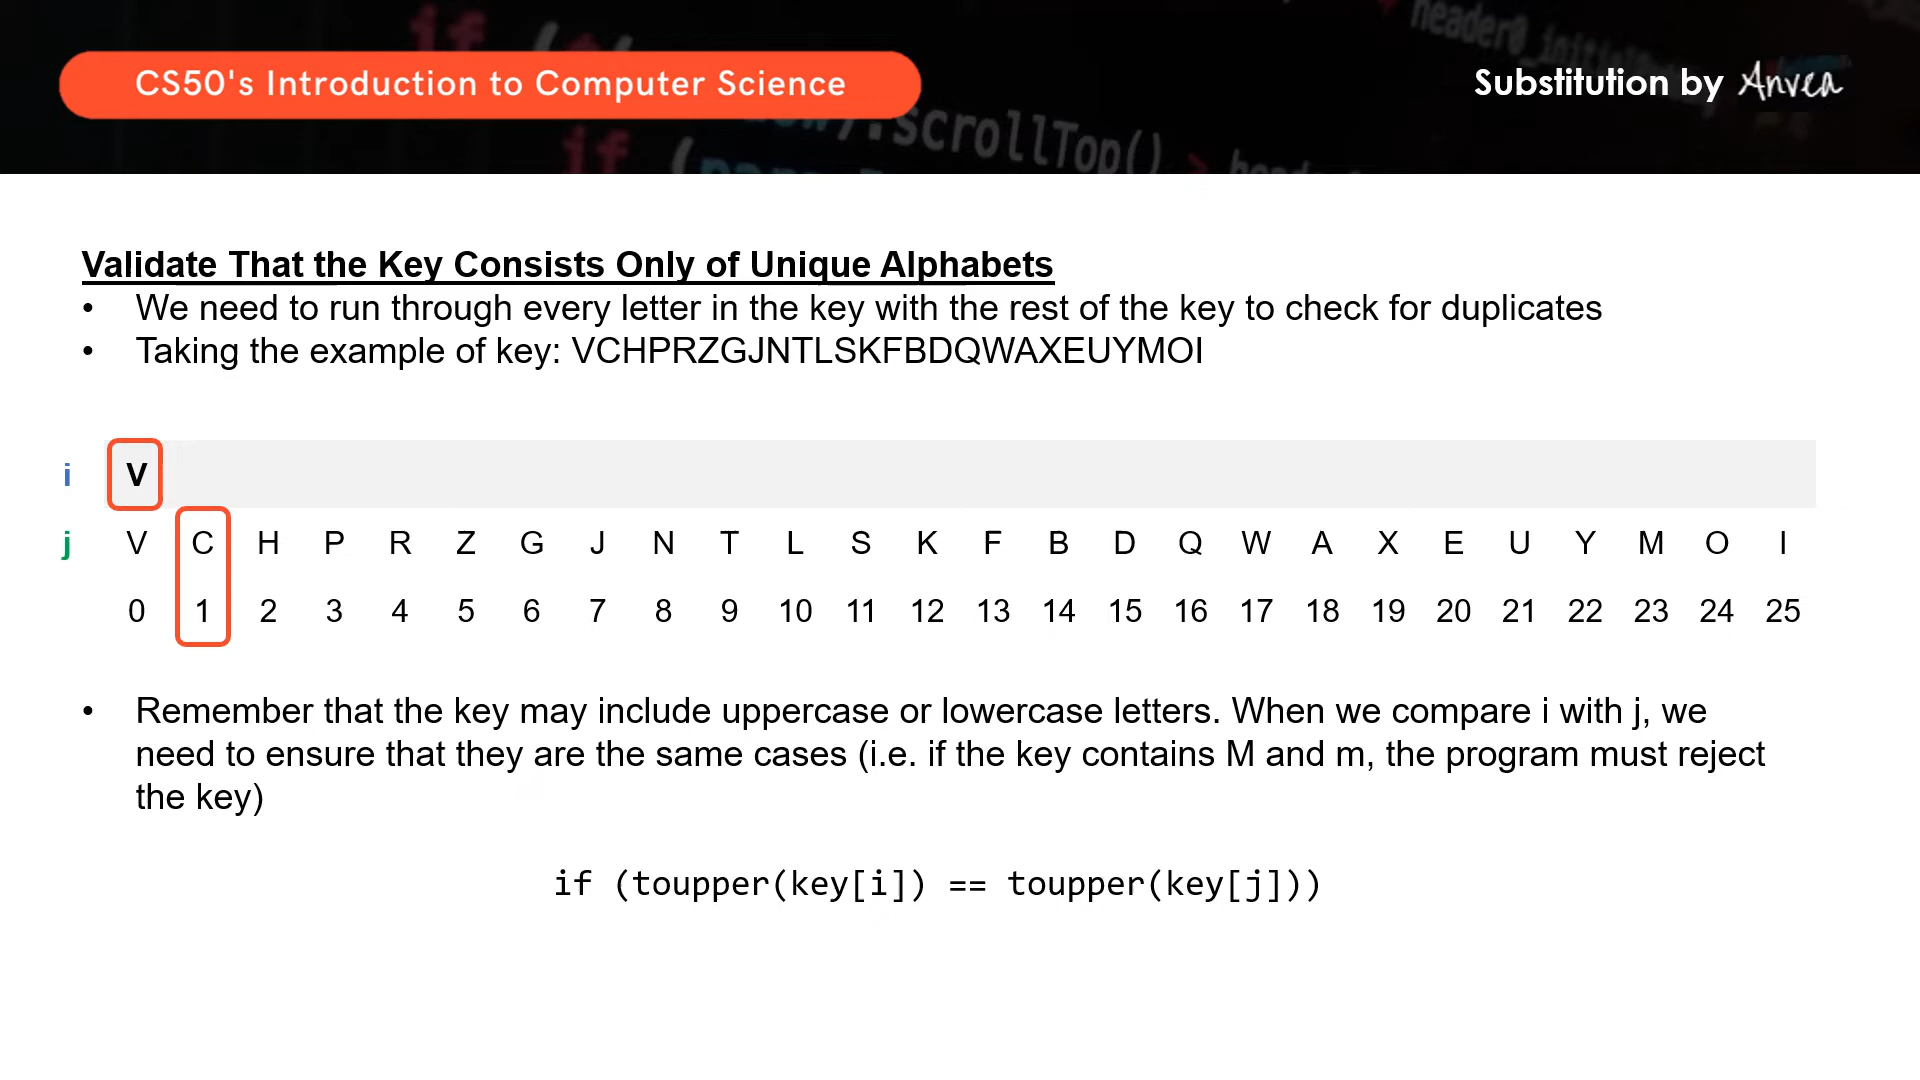 if (
CS50's Introduction to Computer Science
Substitution by Anvea
header0_initi
.scrollTop() > header
if (
Validate That the Key Consists Only of Unique Alphabets
• We need to run through every letter in the key with the rest of the key to check for duplicates
• Taking the example of key: VCHPRZGJNTLSKFBDQWAXEUYMOI
i V
j V C H P R Z G J N T L S K F B D Q W A X E U Y M O I
0 1 2 3 4 5 6 7 8 9 10 11 12 13 14 15 16 17 18 19 20 21 22 23 24 25
• Remember that the key may include uppercase or lowercase letters. When we compare i with j, we
need to ensure that they are the same cases (i.e. if the key contains M and m, the program must reject
the key)
if (toupper(key[i]) == toupper(key[j]))